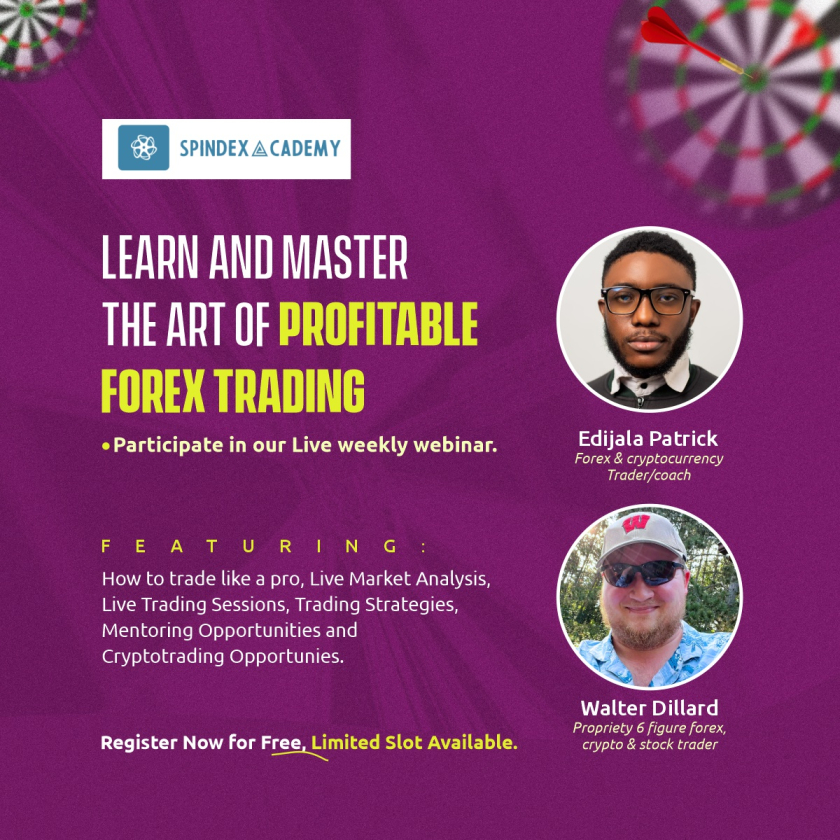 SPINDEX ACADEMY
LEARN AND MASTER
THE ART OF PROFITABLE
FOREX TRADING
•Participate in our Live weekly webinar.
FEATURING:
How to trade like a pro, Live Market Analysis,
Live Trading Sessions, Trading Strategies,
Mentoring Opportunities and
Cryptotrading Opportunies.
Register Now for Free, Limited Slot Available.
Edijala Patrick
Forex & cryptocurrency
Trader/coach
W
Walter Dillard
Propriety 6 figure forex,
crypto & stock trader